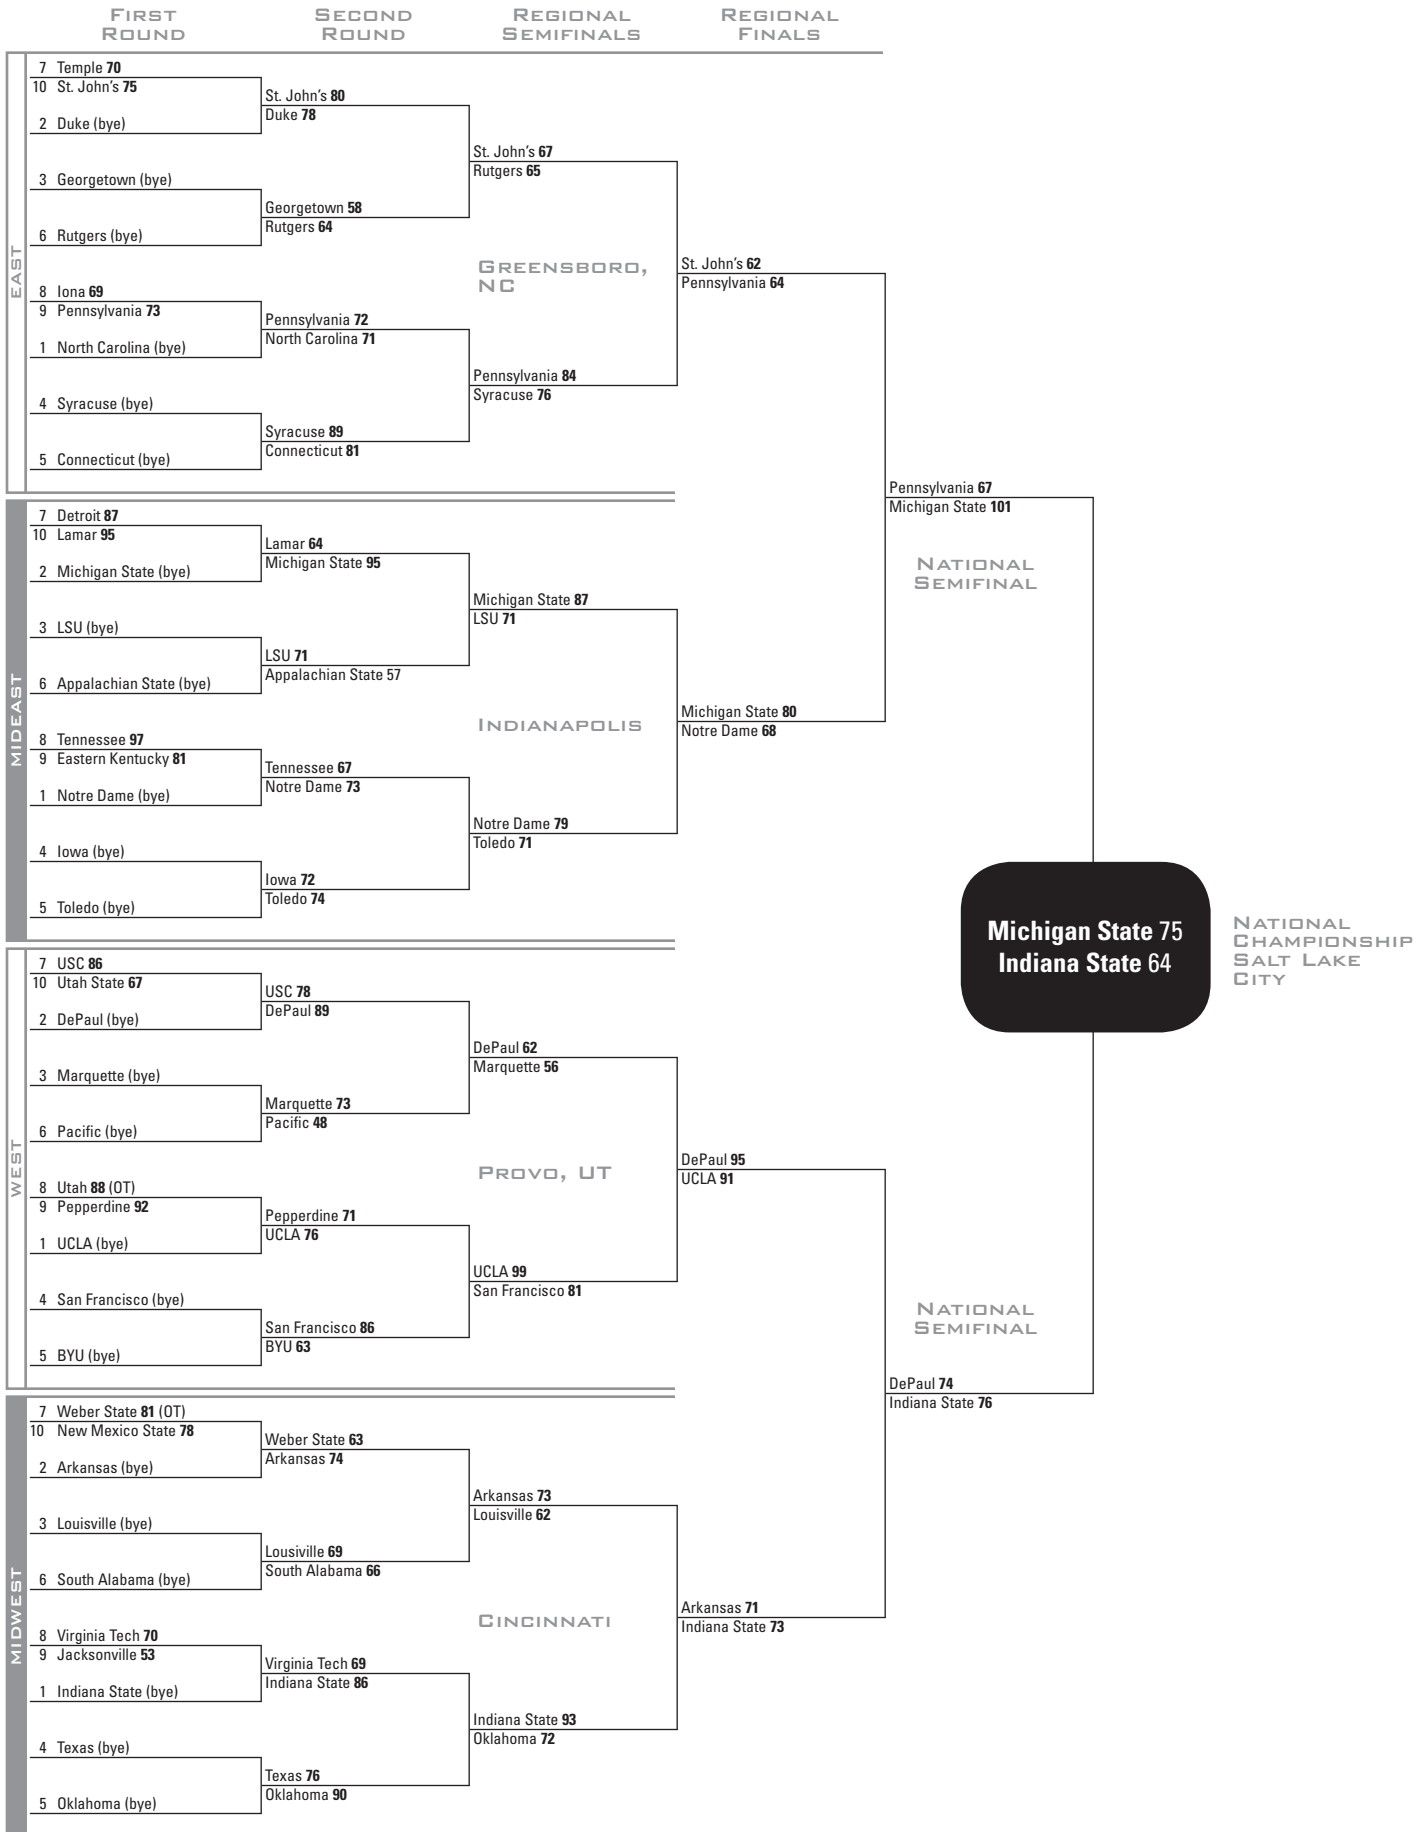 FIRST
ROUND
SECOND
ROUND
REGIONAL
SEMIFINALS
REGIONAL
FINALS
EAST
7 Temple 70
10 St. John's 75
2 Duke (bye)
3 Georgetown (bye)
6 Rutgers (bye)
8 Iona 69
9 Pennsylvania 73
1 North Carolina (bye)
4 Syracuse (bye)
5 Connecticut (bye)
St. John's 80
Duke 78
Georgetown 58
Rutgers 64
Pennsylvania 72
North Carolina 71
Syracuse 89
Connecticut 81
St. John's 67
Rutgers 65
GREENSBORO,
NC
Pennsylvania 84
Syracuse 76
St. John's 62
Pennsylvania 64
MIDEAST
7 Detroit 87
10 Lamar 95
2 Michigan State (bye)
3 LSU (bye)
6 Appalachian State (bye)
8 Tennessee 97
9 Eastern Kentucky 81
1 Notre Dame (bye)
4 Iowa (bye)
5 Toledo (bye)
Lamar 64
Michigan State 95
LSU 71
Appalachian State 57
Tennessee 67
Notre Dame 73
Iowa 72
Toledo 74
Michigan State 87
LSU 71
INDIANAPOLIS
Notre Dame 79
Toledo 71
Michigan State 80
Notre Dame 68
Pennsylvania 67
Michigan State 101
NATIONAL
SEMIFINAL
Michigan State 75
Indiana State 64
NATIONAL
CHAMPIONSHIP
SALT LAKE
CITY
WEST
7 USC 86
10 Utah State 67
2 DePaul (bye)
3 Marquette (bye)
6 Pacific (bye)
8 Utah 88 (OT)
9 Pepperdine 92
1 UCLA (bye)
4 San Francisco (bye)
5 BYU (bye)
USC 78
DePaul 89
Marquette 73
Pacific 48
Pepperdine 71
UCLA 76
San Francisco 86
BYU 63
DePaul 62
Marquette 56
PROVO, UT
UCLA 99
San Francisco 81
DePaul 95
UCLA 91
NATIONAL
SEMIFINAL
DePaul 74
Indiana State 76
MIDWEST
7 Weber State 81 (OT)
10 New Mexico State 78
2 Arkansas (bye)
3 Louisville (bye)
6 South Alabama (bye)
8 Virginia Tech 70
9 Jacksonville 53
1 Indiana State (bye)
4 Texas (bye)
5 Oklahoma (bye)
Weber State 63
Arkansas 74
Lousiville 69
South Alabama 66
Virginia Tech 69
Indiana State 86
Texas 76
Oklahoma 90
Arkansas 73
Louisville 62
CINCINNATI
Indiana State 93
Oklahoma 72
Arkansas 71
Indiana State 73